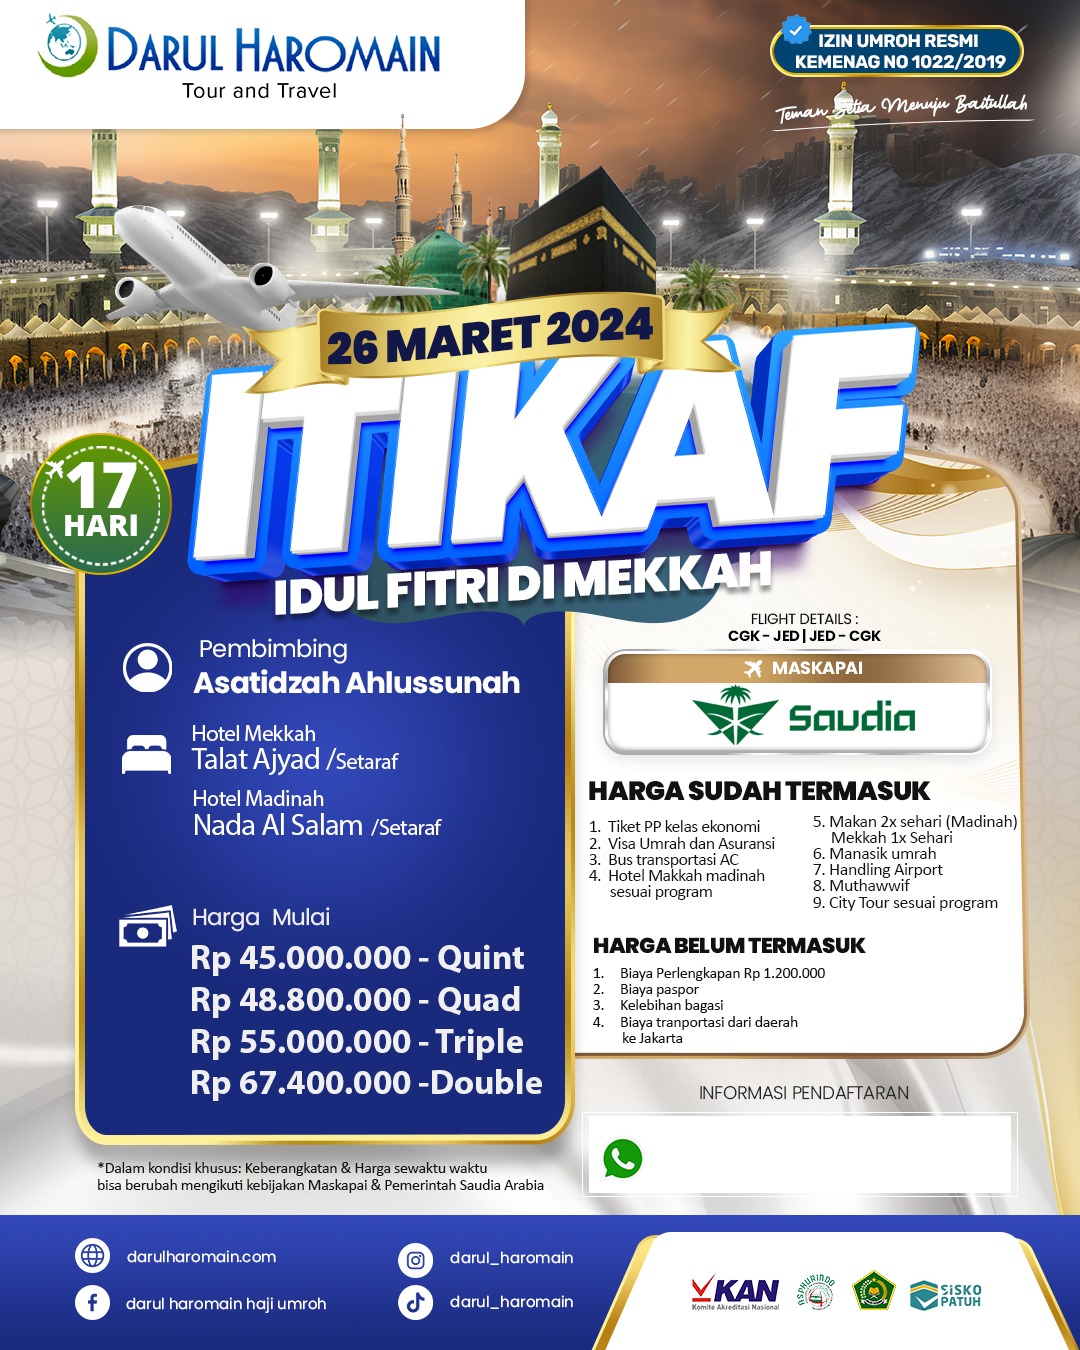 DARUL HAROMAIN
Tour and Travel
IZIN UMROH RESMI
KEMENAG NO 1022/2019
Teman Setia Menuju Baitullah
26 MARET 2024
ITIKAF
IDUL FITRI DI MEKKAH
17
HARI
Pembimbing
Asatidzah Ahlussunah
Hotel Mekkah
Talat Ajyad /Setaraf
Hotel Madinah
Nada Al Salam /Setaraf
Harga Mulai
Rp 45.000.000 - Quint
Rp 48.800.000 - Quad
Rp 55.000.000 - Triple
Rp 67.400.000 -Double
*Dalam kondisi khusus: Keberangkatan & Harga sewaktu waktu
bisa berubah mengikuti kebijakan Maskapai & Pemerintah Saudia Arabia
FLIGHT DETAILS :
CGK - JED | JED - CGK
MASKAPAI
Saudia
HARGA SUDAH TERMASUK
1. Tiket PP kelas ekonomi
2. Visa Umrah dan Asuransi
3. Bus transportasi AC
4. Hotel Makkah madinah
sesuai program
5. Makan 2x sehari (Madinah)
Mekkah 1x Sehari
6. Manasik umrah
7. Handling Airport
8. Muthawwif
9. City Tour sesuai program
HARGA BELUM TERMASUK
1. Biaya Perlengkapan Rp 1.200.000
2. Biaya paspor
3. Kelebihan bagasi
4. Biaya tranportasi dari daerah
ke Jakarta
INFORMASI PENDAFTARAN
darulharomain.com
darul haromain haji umroh
darul_haromain
darul_haromain
KAN
Komite Akreditasi Nasional
ASPHURINDO
SISKO
PATUH